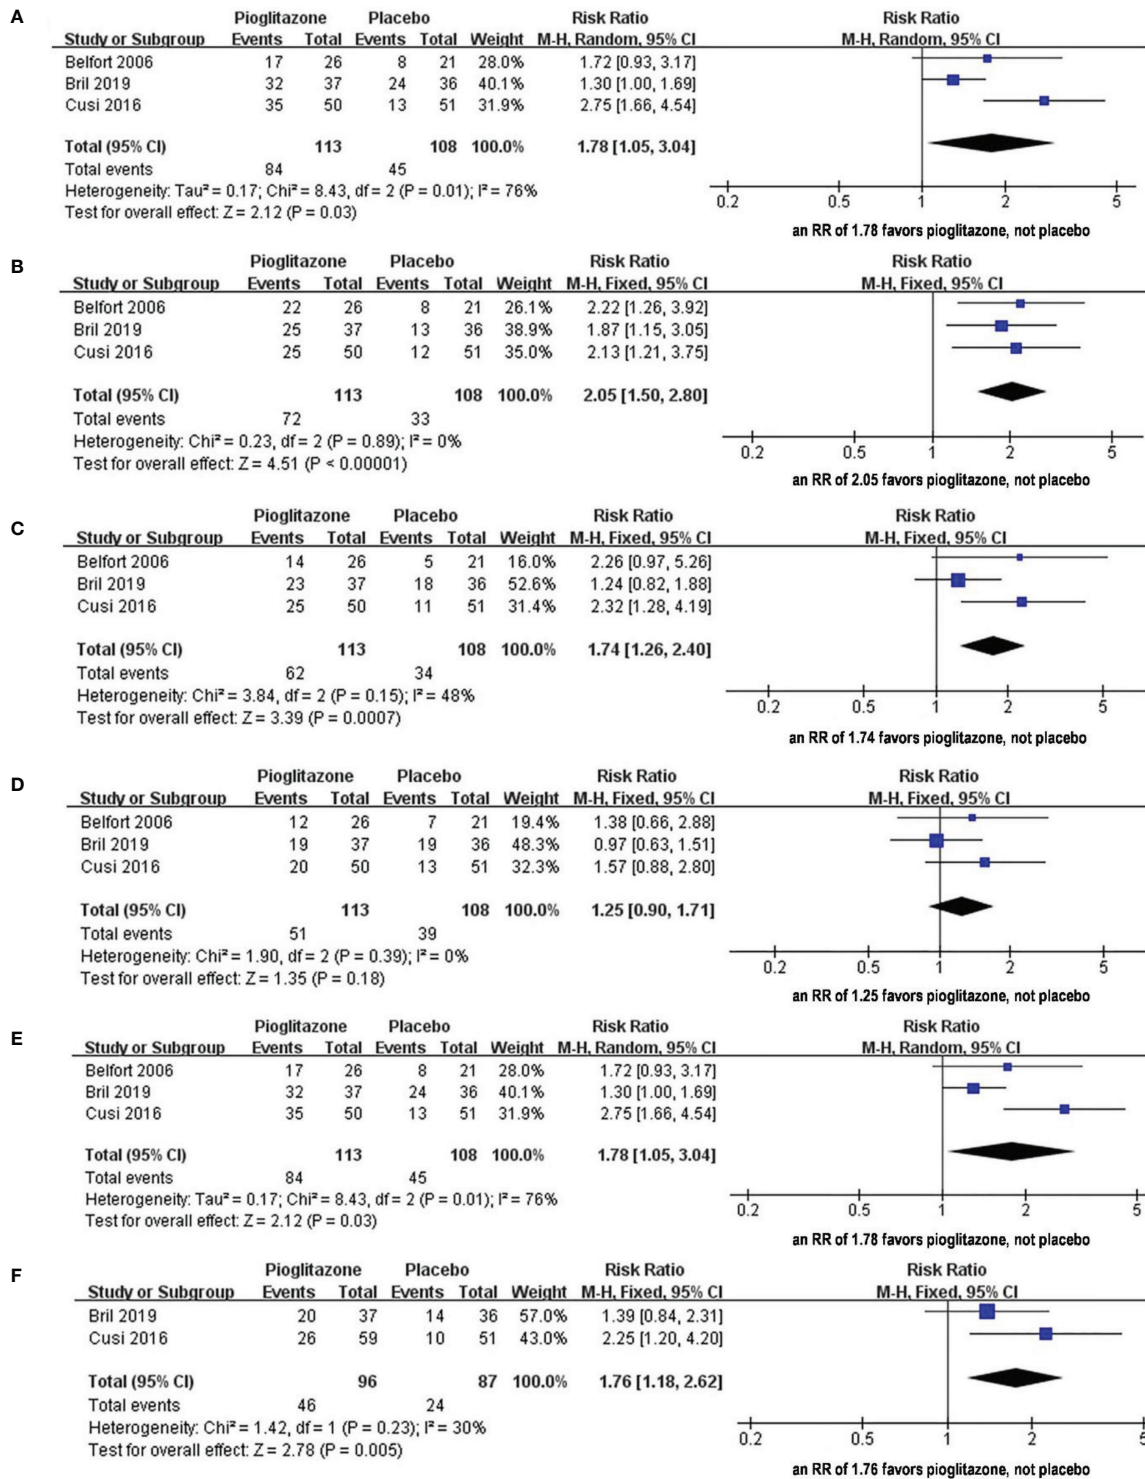 A
Pioglitazone Placebo Risk Ratio Risk Ratio
Study or Subgroup Events Total Events Total Weight M-H, Random, 95% CI M-H, Random, 95% CI
Belfort 2006 17 26 8 21 28.0% 1.72 [0.93, 3.17]
Bril 2019 32 37 24 36 40.1% 1.30 [1.00, 1.69]
Cusi 2016 35 50 13 51 31.9% 2.75 [1.66, 4.54]
Total (95% CI) 113 108 100.0% 1.78 [1.05, 3.04]
Total events 84 45
Heterogeneity: Tau² = 0.17; Chi² = 8.43, df = 2 (P = 0.01); I² = 76%
Test for overall effect: Z = 2.12 (P = 0.03)
0.2 0.5 1 2 5
an RR of 1.78 favors pioglitazone, not placebo
B
Pioglitazone Placebo Risk Ratio Risk Ratio
Study or Subgroup Events Total Events Total Weight M-H, Fixed, 95% CI M-H, Fixed, 95% CI
Belfort 2006 22 26 8 21 26.1% 2.22 [1.26, 3.92]
Bril 2019 25 37 13 36 38.9% 1.87 [1.15, 3.05]
Cusi 2016 25 50 12 51 35.0% 2.13 [1.21, 3.75]
Total (95% CI) 113 108 100.0% 2.05 [1.50, 2.80]
Total events 72 33
Heterogeneity: Chi² = 0.23, df = 2 (P = 0.89); I² = 0%
Test for overall effect: Z = 4.51 (P < 0.00001)
0.2 0.5 1 2 5
an RR of 2.05 favors pioglitazone, not placebo
C
Pioglitazone Placebo Risk Ratio Risk Ratio
Study or Subgroup Events Total Events Total Weight M-H, Fixed, 95% CI M-H, Fixed, 95% CI
Belfort 2006 14 26 5 21 16.0% 2.26 [0.97, 5.26]
Bril 2019 23 37 18 36 52.6% 1.24 [0.82, 1.88]
Cusi 2016 25 50 11 51 31.4% 2.32 [1.28, 4.19]
Total (95% CI) 113 108 100.0% 1.74 [1.26, 2.40]
Total events 62 34
Heterogeneity: Chi² = 3.84, df = 2 (P = 0.15); I² = 48%
Test for overall effect: Z = 3.39 (P = 0.0007)
0.2 0.5 1 2 5
an RR of 1.74 favors pioglitazone, not placebo
D
Pioglitazone Placebo Risk Ratio Risk Ratio
Study or Subgroup Events Total Events Total Weight M-H, Fixed, 95% CI M-H, Fixed, 95% CI
Belfort 2006 12 26 7 21 19.4% 1.38 [0.66, 2.88]
Bril 2019 19 37 19 36 48.3% 0.97 [0.63, 1.51]
Cusi 2016 20 50 13 51 32.3% 1.57 [0.88, 2.80]
Total (95% CI) 113 108 100.0% 1.25 [0.90, 1.71]
Total events 51 39
Heterogeneity: Chi² = 1.90, df = 2 (P = 0.39); I² = 0%
Test for overall effect: Z = 1.35 (P = 0.18)
0.2 0.5 1 2 5
an RR of 1.25 favors pioglitazone, not placebo
E
Pioglitazone Placebo Risk Ratio Risk Ratio
Study or Subgroup Events Total Events Total Weight M-H, Random, 95% CI M-H, Random, 95% CI
Belfort 2006 17 26 8 21 28.0% 1.72 [0.93, 3.17]
Bril 2019 32 37 24 36 40.1% 1.30 [1.00, 1.69]
Cusi 2016 35 50 13 51 31.9% 2.75 [1.66, 4.54]
Total (95% CI) 113 108 100.0% 1.78 [1.05, 3.04]
Total events 84 45
Heterogeneity: Tau² = 0.17; Chi² = 8.43, df = 2 (P = 0.01); I² = 76%
Test for overall effect: Z = 2.12 (P = 0.03)
0.2 0.5 1 2 5
an RR of 1.78 favors pioglitazone, not placebo
F
Pioglitazone Placebo Risk Ratio Risk Ratio
Study or Subgroup Events Total Events Total Weight M-H, Fixed, 95% CI M-H, Fixed, 95% CI
Bril 2019 20 37 14 36 57.0% 1.39 [0.84, 2.31]
Cusi 2016 26 59 10 51 43.0% 2.25 [1.20, 4.20]
Total (95% CI) 96 87 100.0% 1.76 [1.18, 2.62]
Total events 46 24
Heterogeneity: Chi² = 1.42, df = 1 (P = 0.23); I² = 30%
Test for overall effect: Z = 2.78 (P = 0.005)
0.2 0.5 1 2 5
an RR of 1.76 favors pioglitazone, not placebo